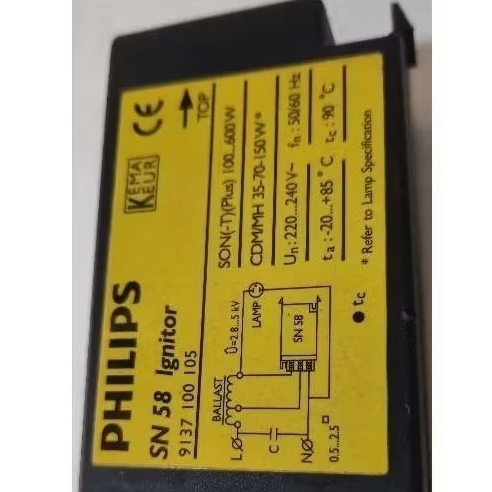 PHILIPS
SN 58 Ignitor
9137 100 105
KEMA
KEUR
CE
TOP
SON(-T)(Plus) 100...600W
CDM/MH 35-70-150W*
Un: 220...240V~ fn: 50/60 Hz
ta: -20...+85°C tc: 90 °C
* Refer to Lamp Specification
Û=2.8...5 kV
LAMP
SN 58
BALLAST
L
C
N
0.5...2.5
tc